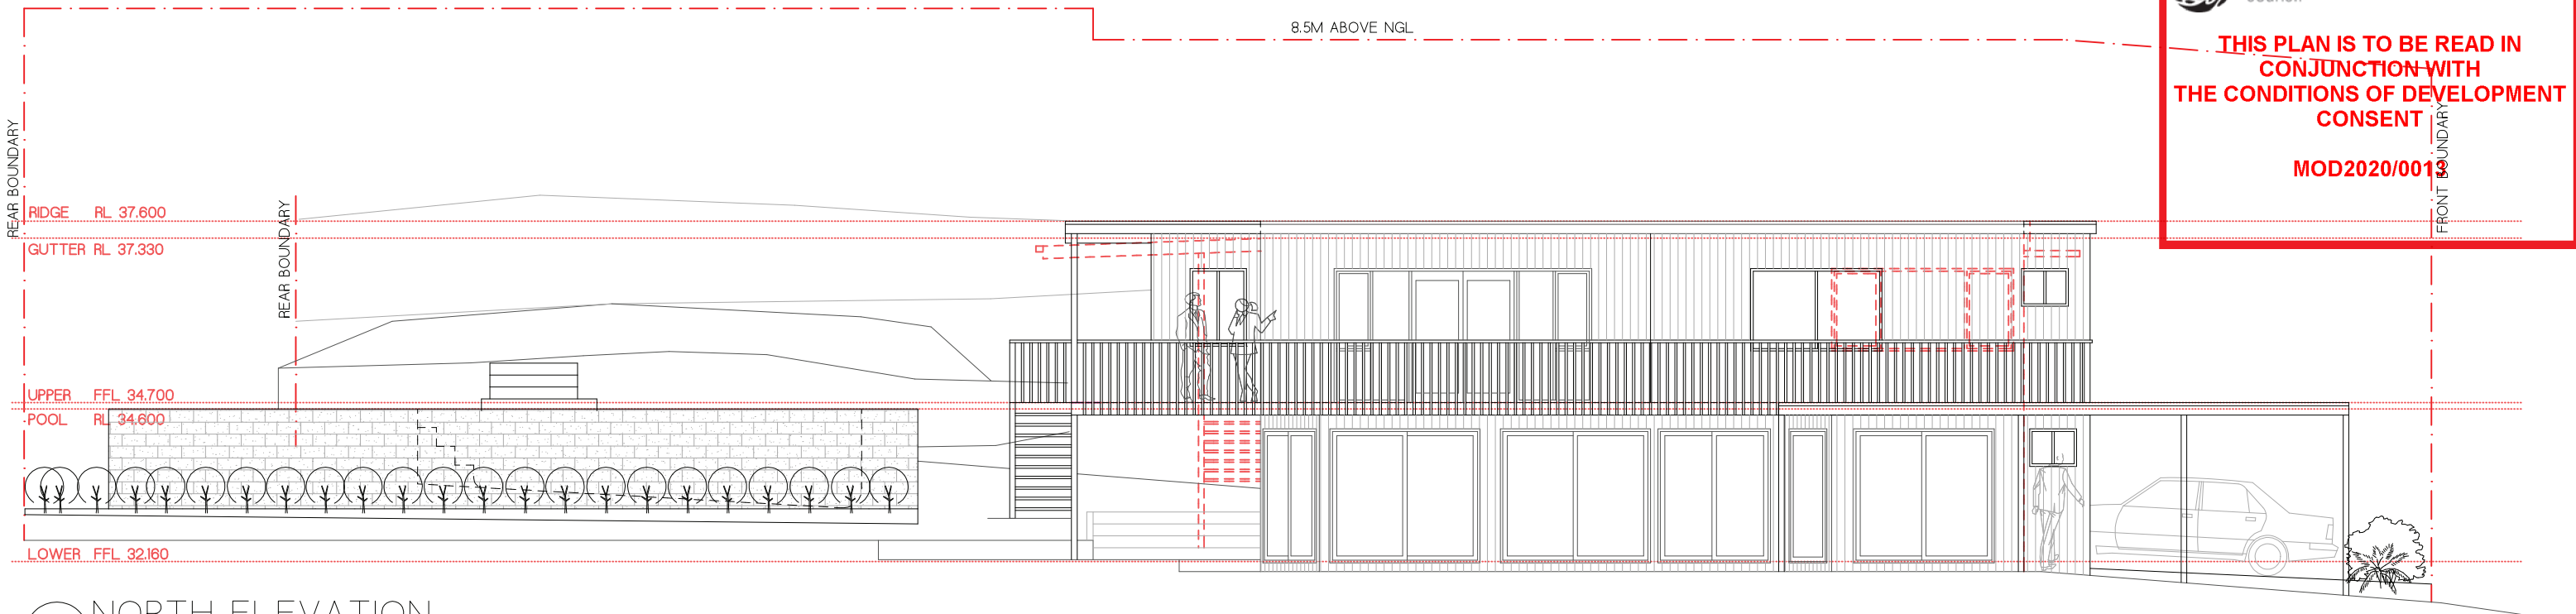 8.5M ABOVE NGL
THIS PLAN IS TO BE READ IN
CONJUNCTION WITH
THE CONDITIONS OF DEVELOPMENT
CONSENT
MOD2020/0013
REAR BOUNDARY
REAR BOUNDARY
FRONT BOUNDARY
RIDGE RL 37.600
GUTTER RL 37.330
UPPER FFL 34.700
POOL RL 34.600
LOWER FFL 32.160
NORTH ELEVATION